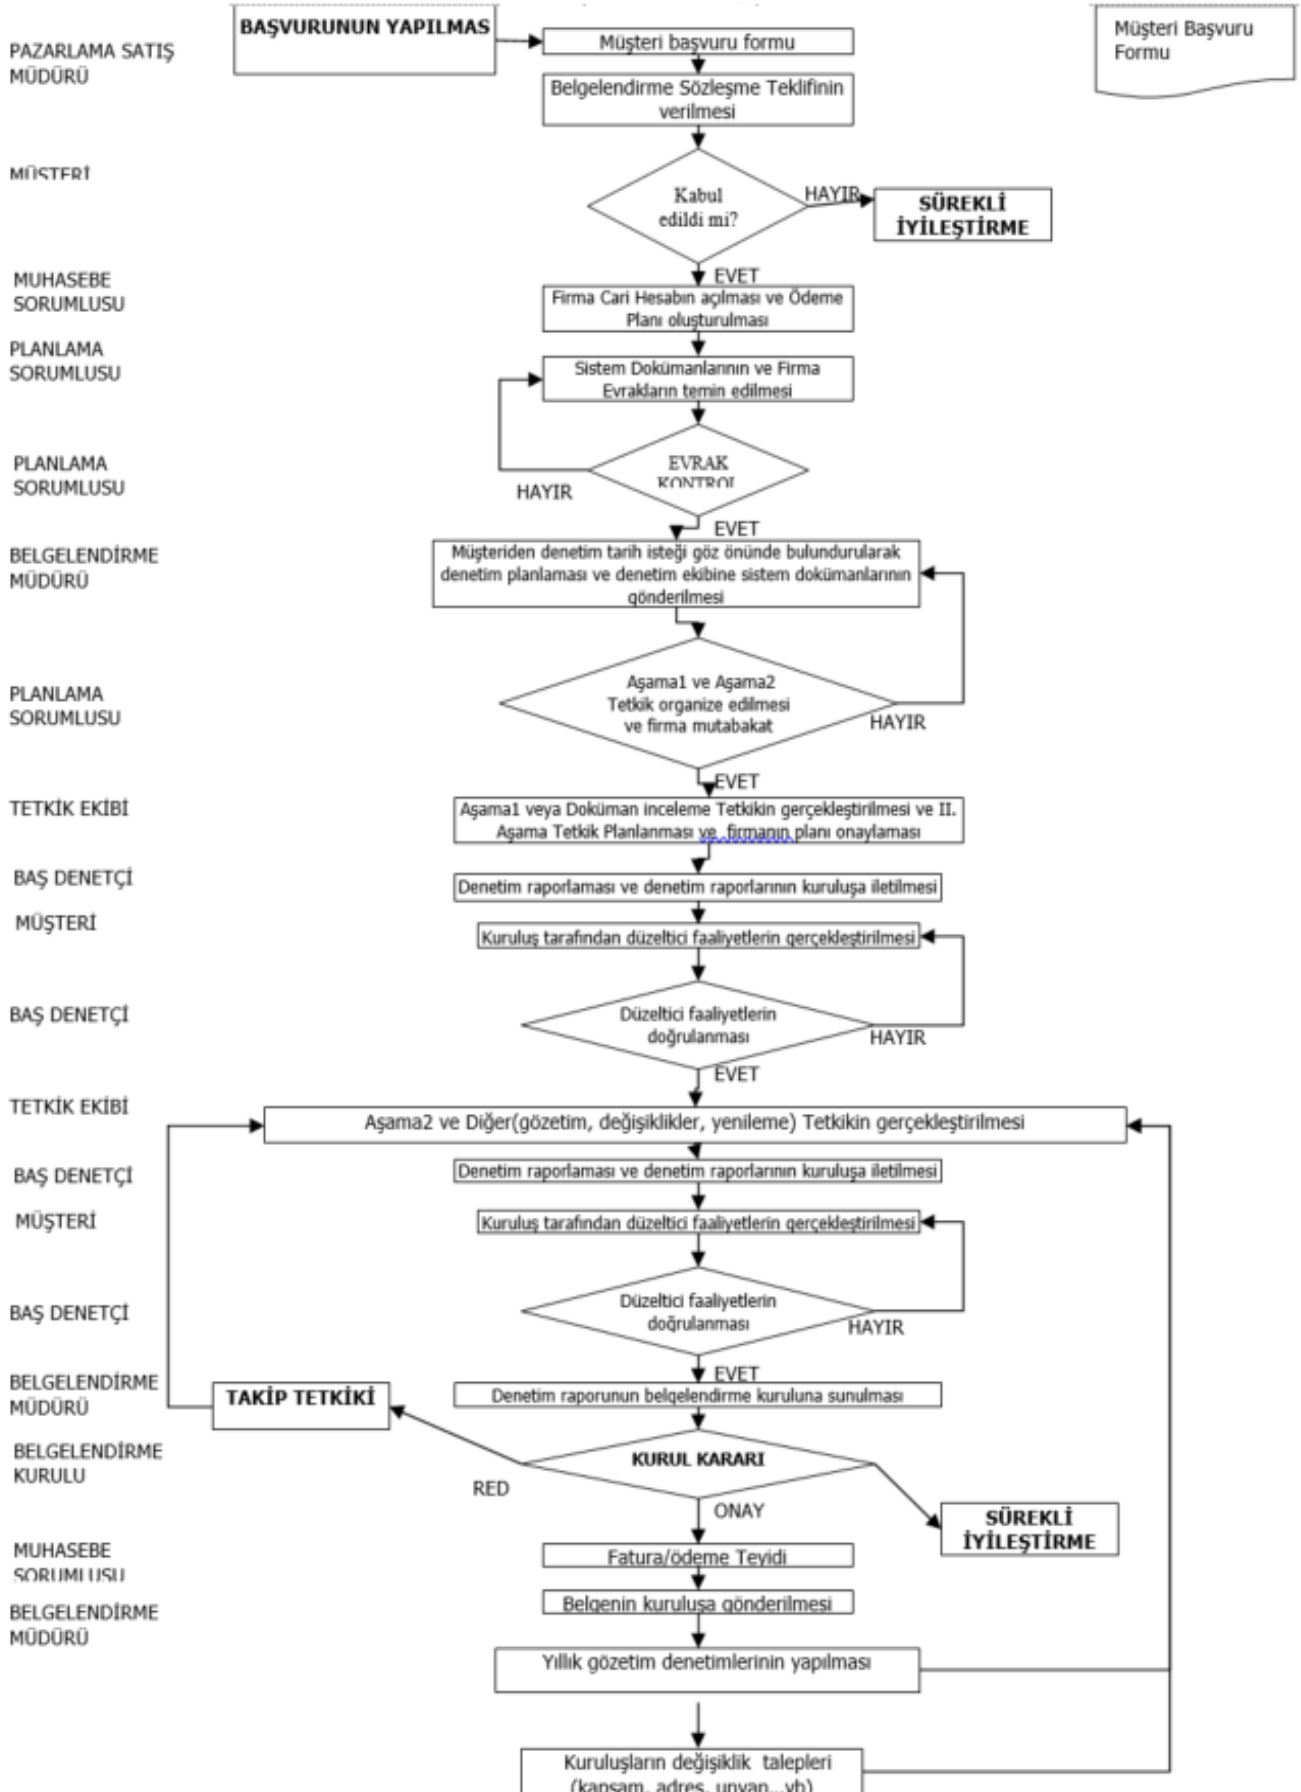 BAŞVURUNUN YAPILMAS
Müşteri başvuru formu
Müşteri Başvuru
Formu
PAZARLAMA SATIŞ
MÜDÜRÜ
Belgelendirme Sözleşme Teklifinin
verilmesi
MÜŞTERİ
Kabul
edildi mi?
HAYIR
SÜREKLİ
İYİLEŞTİRME
EVET
MUHASEBE
SORUMLUSU
Firma Cari Hesabın açılması ve Ödeme
Planı oluşturulması
PLANLAMA
SORUMLUSU
Sistem Dokümanlarının ve Firma
Evrakların temin edilmesi
PLANLAMA
SORUMLUSU
EVRAK
KONTROL
HAYIR
EVET
BELGELENDİRME
MÜDÜRÜ
Müşteriden denetim tarih isteği göz önünde bulundurularak
denetim planlaması ve denetim ekibine sistem dokümanlarının
gönderilmesi
PLANLAMA
SORUMLUSU
Aşama1 ve Aşama2
Tetkik organize edilmesi
ve firma mutabakat
HAYIR
EVET
TETKİK EKİBİ
Aşama1 veya Doküman inceleme Tetkikin gerçekleştirilmesi ve II.
Aşama Tetkik Planlanması ve firmanın planı onaylaması
BAŞ DENETÇİ
Denetim raporlaması ve denetim raporlarının kuruluşa iletilmesi
MÜŞTERİ
Kuruluş tarafından düzeltici faaliyetlerin gerçekleştirilmesi
BAŞ DENETÇİ
Düzeltici faaliyetlerin
doğrulanması
HAYIR
EVET
TETKİK EKİBİ
Aşama2 ve Diğer(gözetim, değişiklikler, yenileme) Tetkikin gerçekleştirilmesi
BAŞ DENETÇİ
Denetim raporlaması ve denetim raporlarının kuruluşa iletilmesi
MÜŞTERİ
Kuruluş tarafından düzeltici faaliyetlerin gerçekleştirilmesi
BAŞ DENETÇİ
Düzeltici faaliyetlerin
doğrulanması
HAYIR
EVET
BELGELENDİRME
MÜDÜRÜ
TAKİP TETKİKİ
Denetim raporunun belgelendirme kuruluna sunulması
BELGELENDİRME
KURULU
KURUL KARARI
RED
ONAY
SÜREKLİ
İYİLEŞTİRME
MUHASEBE
SORUMLUSU
Fatura/ödeme Teyidi
BELGELENDİRME
MÜDÜRÜ
Belgenin kuruluşa gönderilmesi
Yıllık gözetim denetimlerinin yapılması
Kuruluşların değişiklik talepleri
(kapsam, adres, unvan...vb)